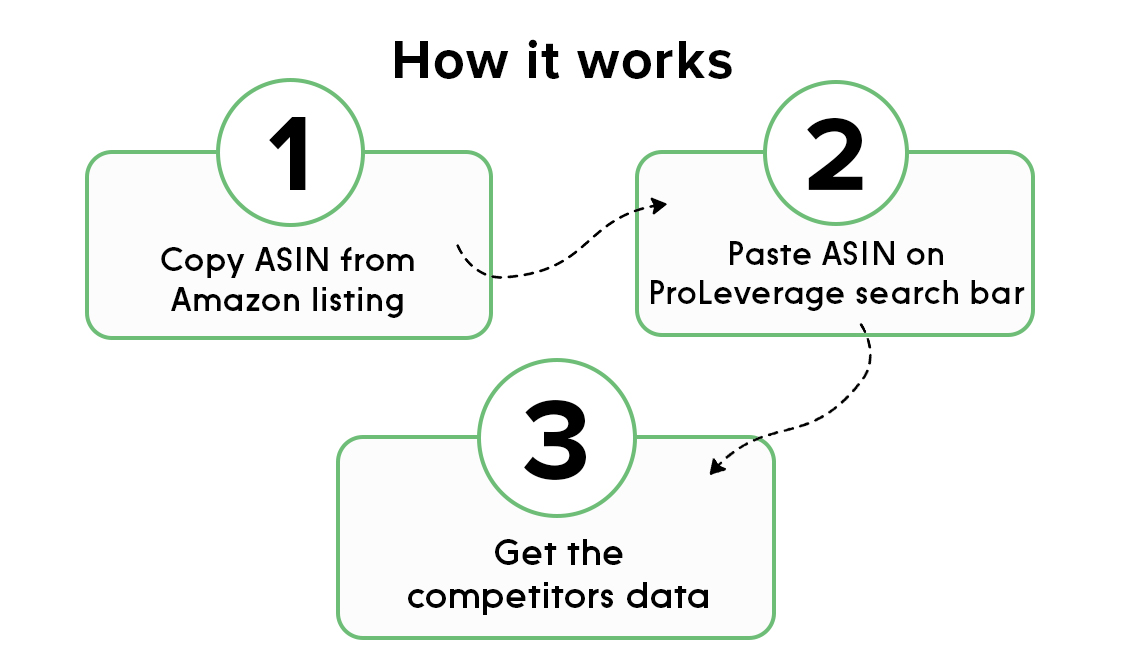 How it works
1
Copy ASIN from
Amazon listing
2
Paste ASIN on
ProLeverage search bar
3
Get the
competitors data